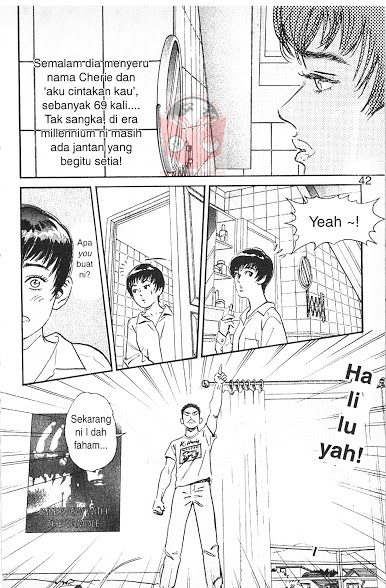 Semalam dia menyeru
nama Cherie dan
'aku cintakan kau',
sebanyak 69 kali....
Tak sangka, di era
millennium ni masih
ada jantan yang
begitu setia!
42
Yeah ~!
Apa
you
buat
ni?
Ha
li
lu
yah!
Sekarang
ni I dah
faham...